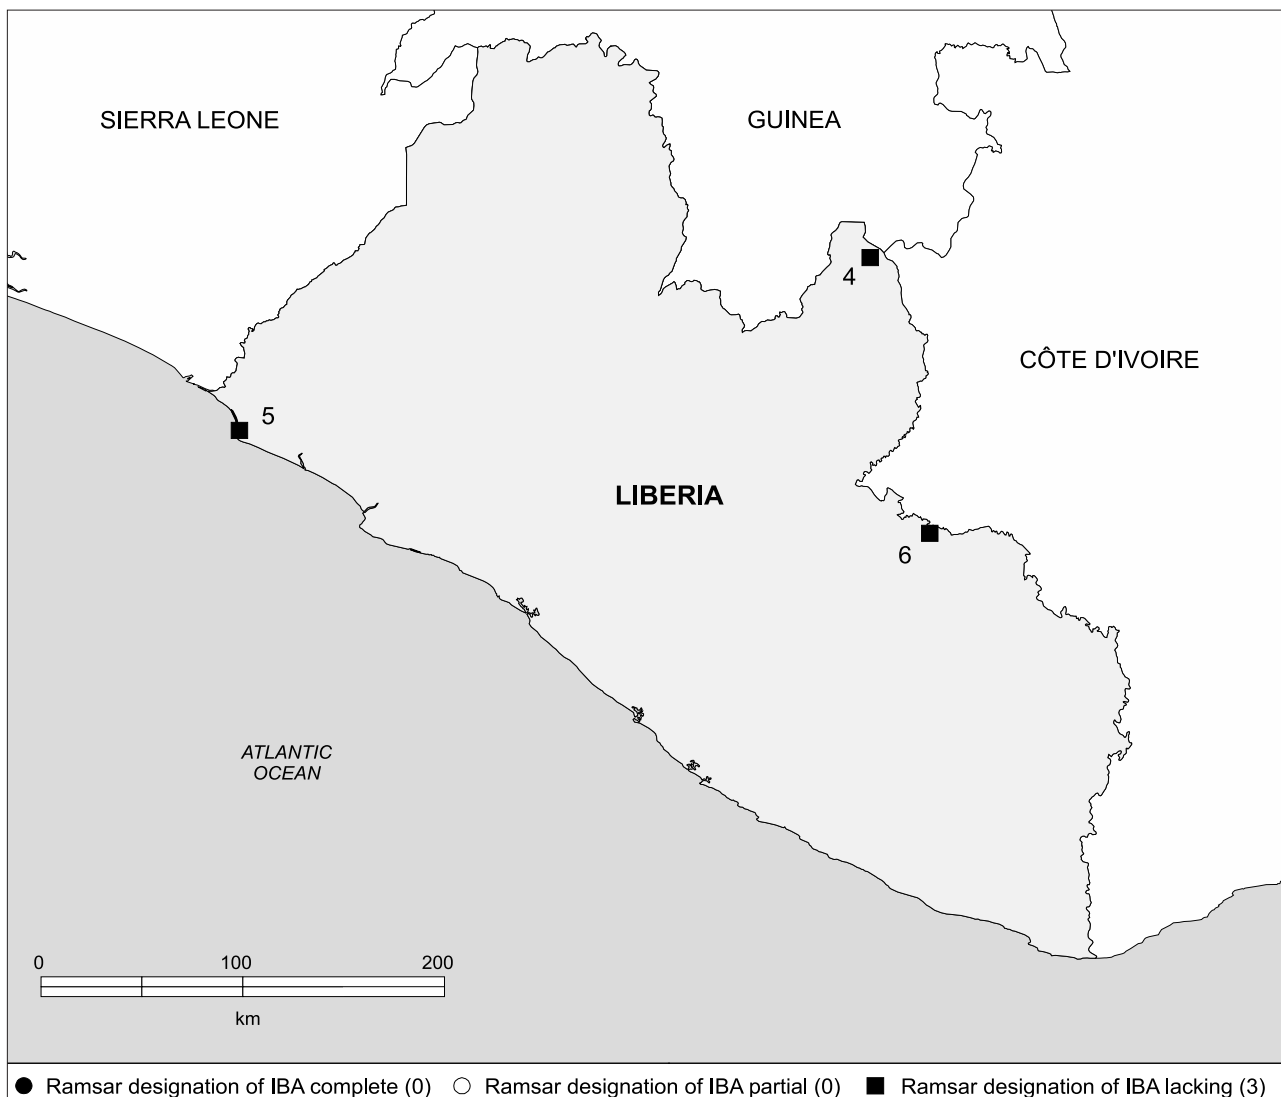 SIERRA LEONE
GUINEA
4
CÔTE D'IVOIRE
5
LIBERIA
6
ATLANTIC
OCEAN
0 100 200
km
Ramsar designation of IBA complete (0) Ramsar designation of IBA partial (0) Ramsar designation of IBA lacking (3)